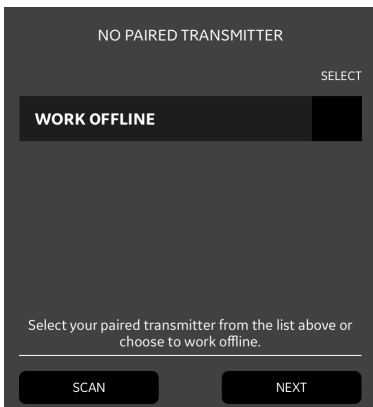 NO PAIRED TRANSMITTER
SELECT
WORK OFFLINE
Select your paired transmitter from the list above or
choose to work offline.
SCAN
NEXT